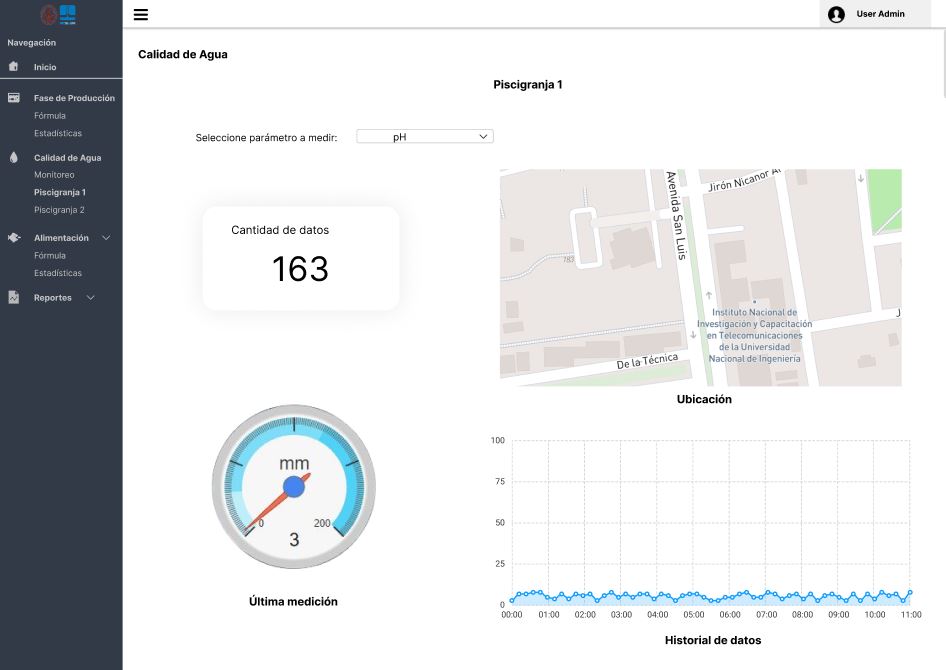 User Admin
Navegación
Inicio
Fase de Producción
Fórmula
Estadísticas
Calidad de Agua
Monitoreo
Piscigranja 1
Piscigranja 2
Alimentación
Fórmula
Estadísticas
Reportes
Calidad de Agua
Piscigranja 1
Seleccione parámetro a medir:
pH
Cantidad de datos
163
Avenida San Luis
Jirón Nicanor
183
Instituto Nacional de
Investigación y Capacitación
en Telecomunicaciones
de la Universidad
Nacional de Ingeniería
De la Técnica
J
Ubicación
mm
0
200
3
Última medición
100
75
50
25
0
00:00 01:00 02:00 03:00 04:00 05:00 06:00 07:00 08:00 09:00 10:00 11:00
Historial de datos